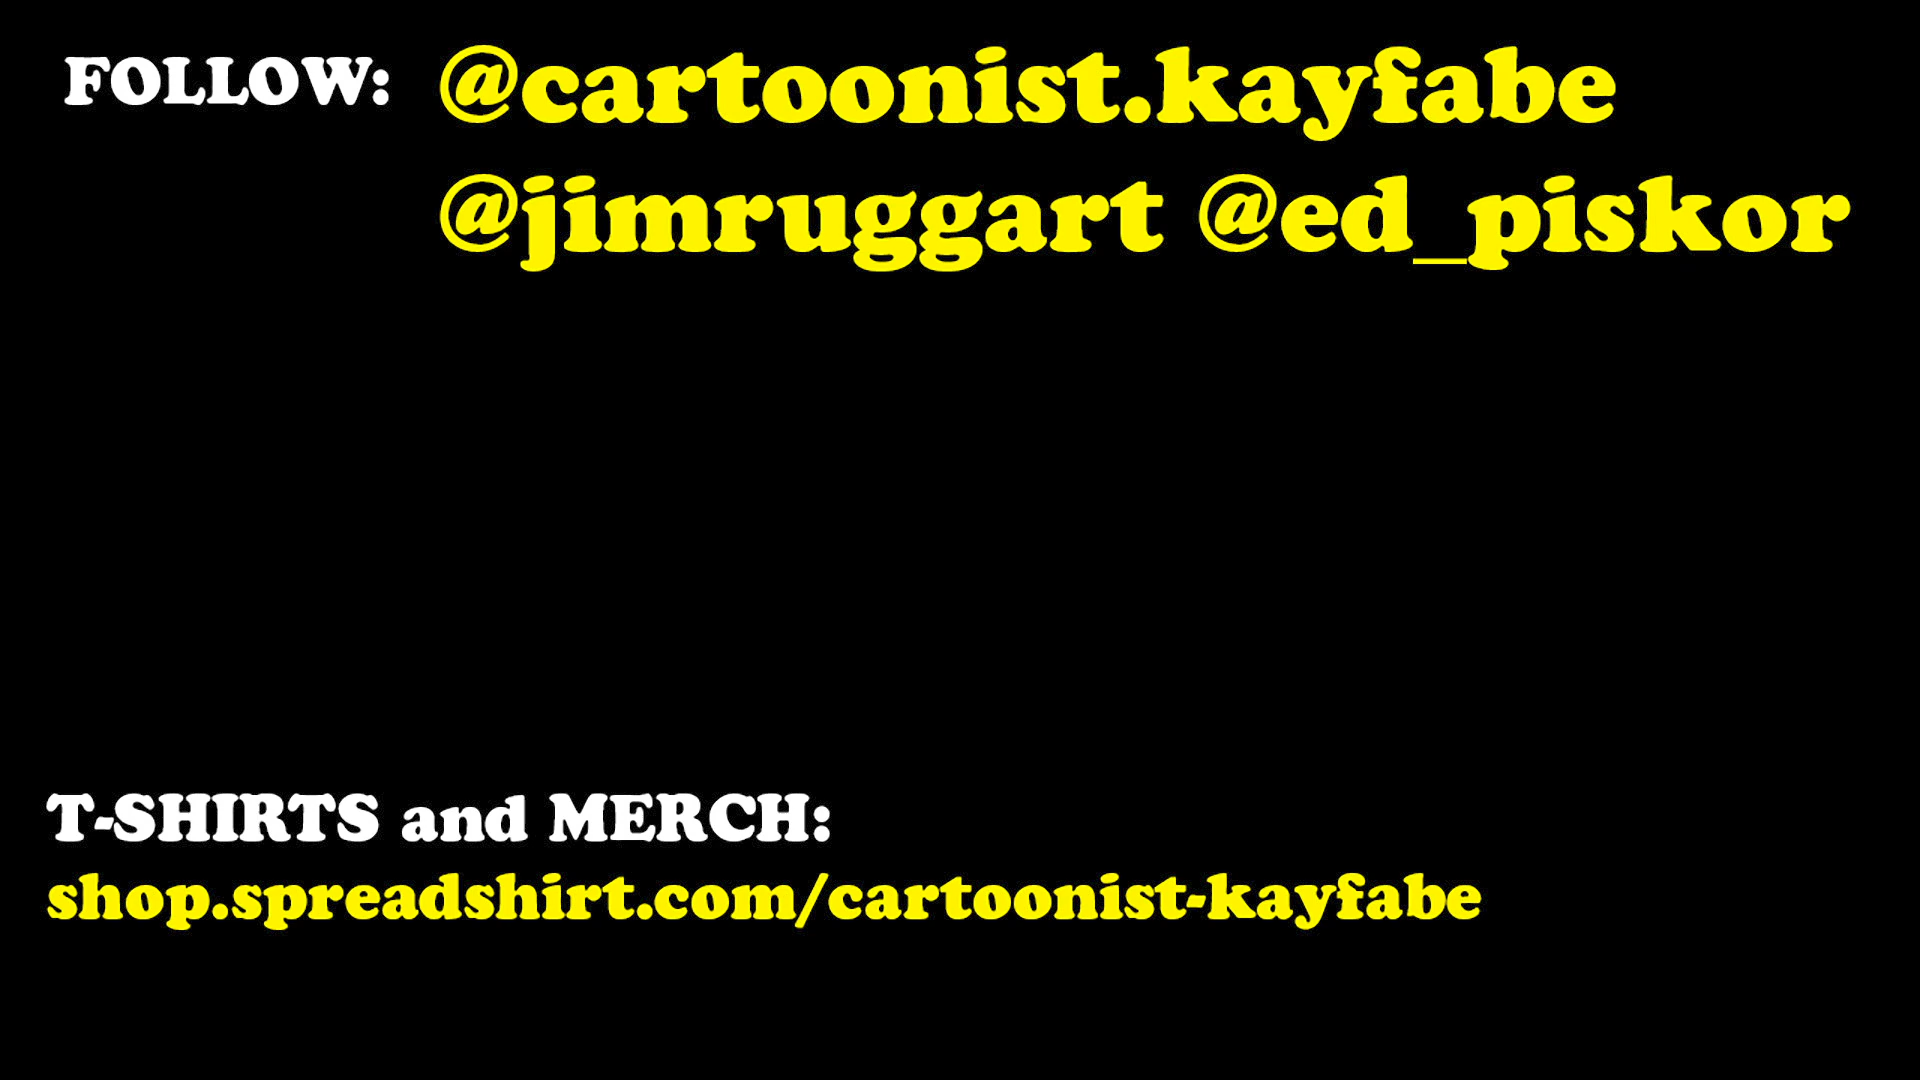 FOLLOW: @cartoonist.kayfabe
@jimruggart @ed_piskor
T-SHIRTS and MERCH:
shop.spreadshirt.com/cartoonist-kayfabe